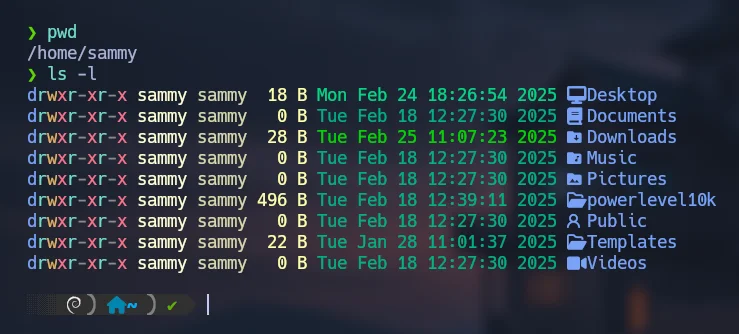 ❯ pwd
/home/sammy
❯ ls -l
drwxr-xr-x sammy sammy  18 B Mon Feb 24 18:26:54 2025 Desktop
drwxr-xr-x sammy sammy   0 B Tue Feb 18 12:27:30 2025 Documents
drwxr-xr-x sammy sammy  28 B Tue Feb 25 11:07:23 2025 Downloads
drwxr-xr-x sammy sammy   0 B Tue Feb 18 12:27:30 2025 Music
drwxr-xr-x sammy sammy   0 B Tue Feb 18 12:27:30 2025 Pictures
drwxr-xr-x sammy sammy 496 B Tue Feb 18 12:39:11 2025 powerlevel10k
drwxr-xr-x sammy sammy   0 B Tue Feb 18 12:27:30 2025 Public
drwxr-xr-x sammy sammy  22 B Tue Jan 28 11:01:37 2025 Templates
drwxr-xr-x sammy sammy   0 B Tue Feb 18 12:27:30 2025 Videos
~ ✔